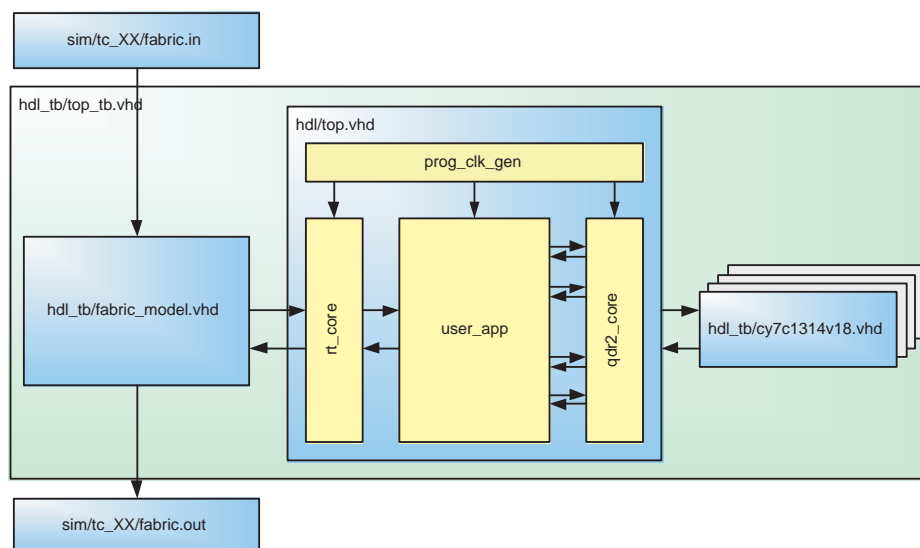 sim/tc_XX/fabric.in
hdl_tb/top_tb.vhd
hdl/top.vhd
prog_clk_gen
hdl_tb/fabric_model.vhd
rt_core
user_app
qdr2_core
hdl_tb/cy7c1314v18.vhd
sim/tc_XX/fabric.out